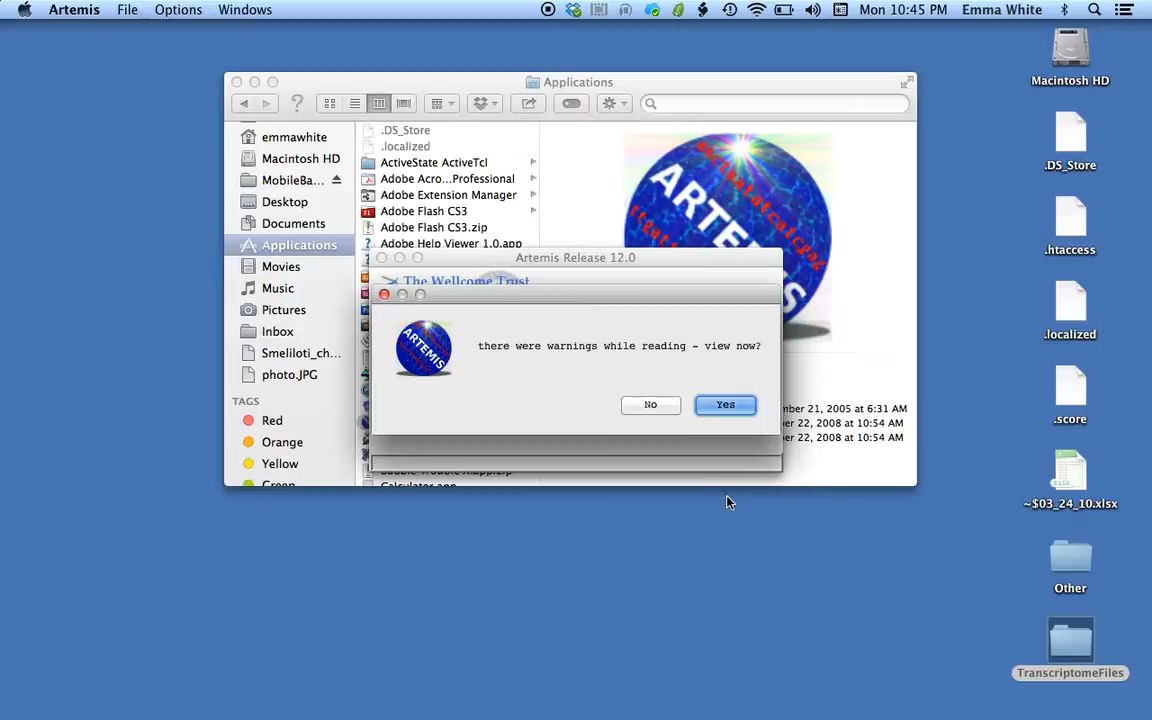 Artemis File Options Windows Mon 10:45 PM Emma White
Applications
emmawhite
Macintosh HD
MobileBa...
Desktop
Documents
Applications
Movies
Music
Pictures
Inbox
Smeliloti_ch...
photo.JPG
TAGS
Red
Orange
Yellow
Green
.DS_Store
.localized
ActiveState ActiveTcl
Adobe Acro...Professional
Adobe Extension Manager
Adobe Flash CS3
Adobe Flash CS3.zip
Adobe Help Viewer 1.0.app
Calculator.app
ARTEMIS
Artemis Release 12.0
The Wellcome Trust
ARTEMIS
there were warnings while reading - view now?
No Yes
mber 21, 2005 at 6:31 AM
er 22, 2008 at 10:54 AM
er 22, 2008 at 10:54 AM
Macintosh HD
.DS_Store
.htaccess
.localized
.score
XLSX
~$03_24_10.xlsx
Other
TranscriptomeFiles